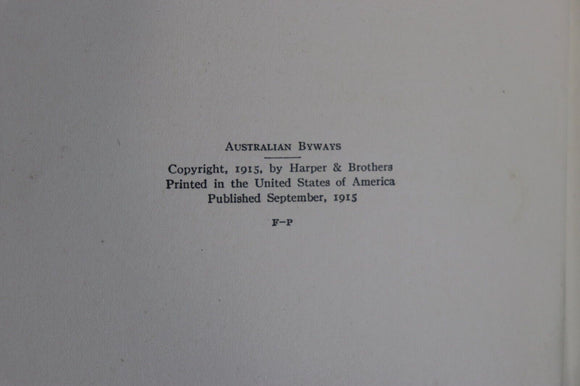 AUSTRALIAN BYWAYS
Copyright, 1915, by Harper & Brothers
Printed in the United States of America
Published September, 1915
F-P